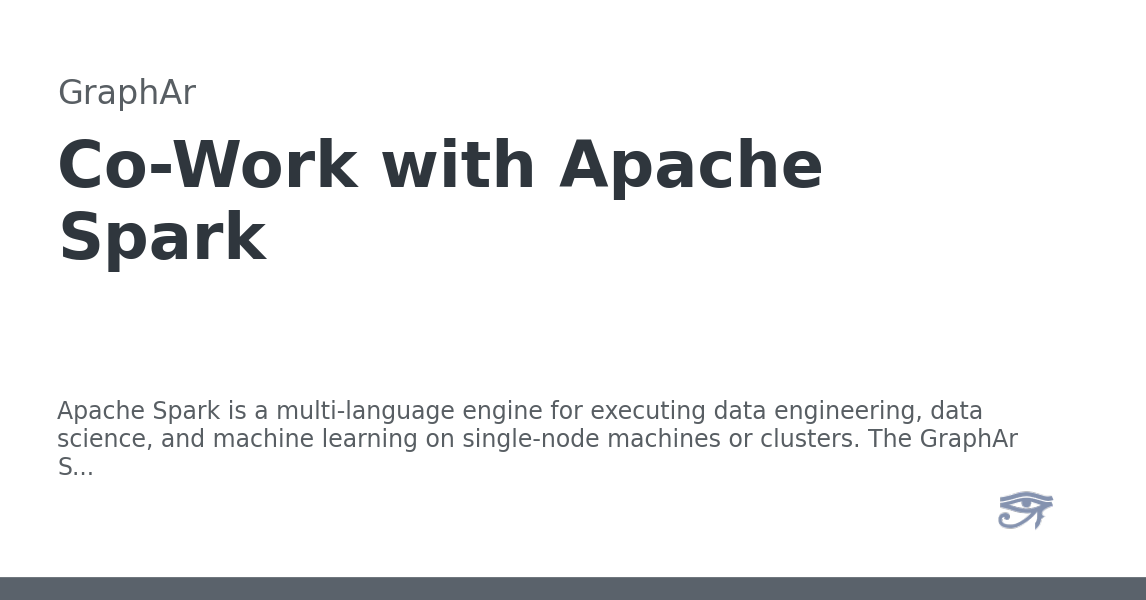 GraphAr
Co-Work with Apache
Spark
Apache Spark is a multi-language engine for executing data engineering, data
science, and machine learning on single-node machines or clusters. The GraphAr
S...